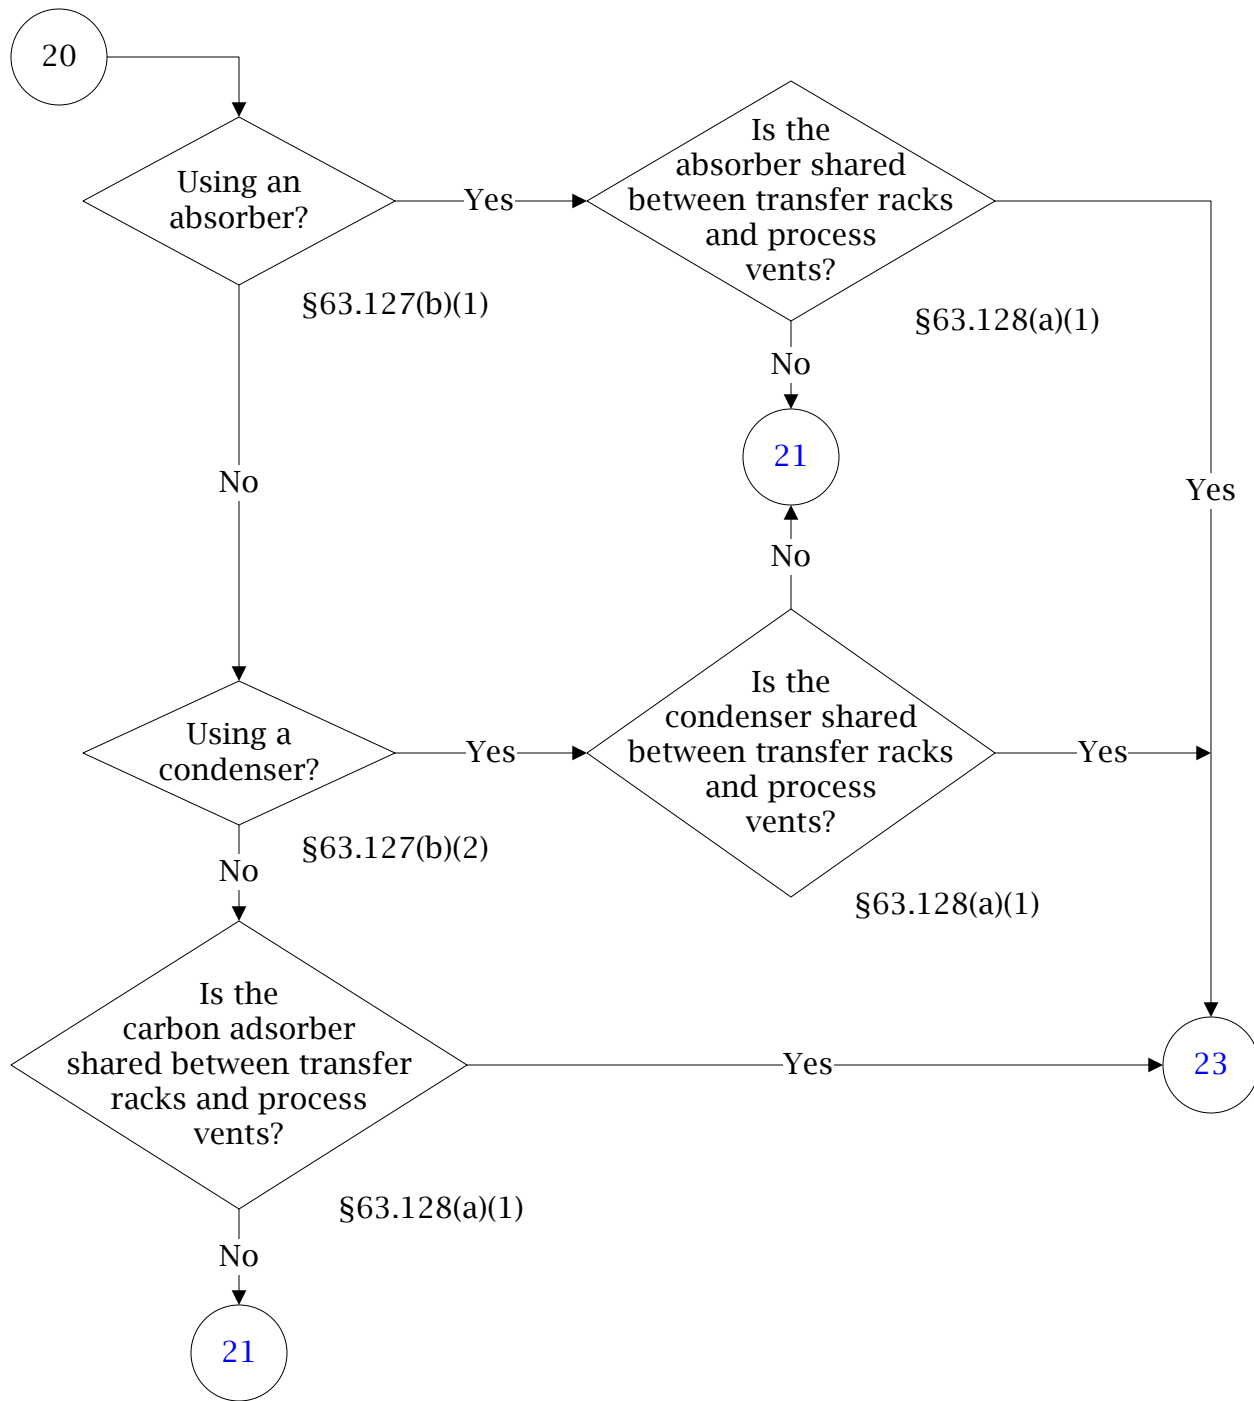 20
Using an
absorber?
Yes
Is the
absorber shared
between transfer racks
and process
vents?
§63.127(b)(1)
§63.128(a)(1)
No
21
No
Yes
No
Using a
condenser?
Yes
Is the
condenser shared
between transfer racks
and process
vents?
Yes
§63.127(b)(2)
No
§63.128(a)(1)
Is the
carbon adsorber
shared between transfer
racks and process
vents?
Yes
23
§63.128(a)(1)
No
21